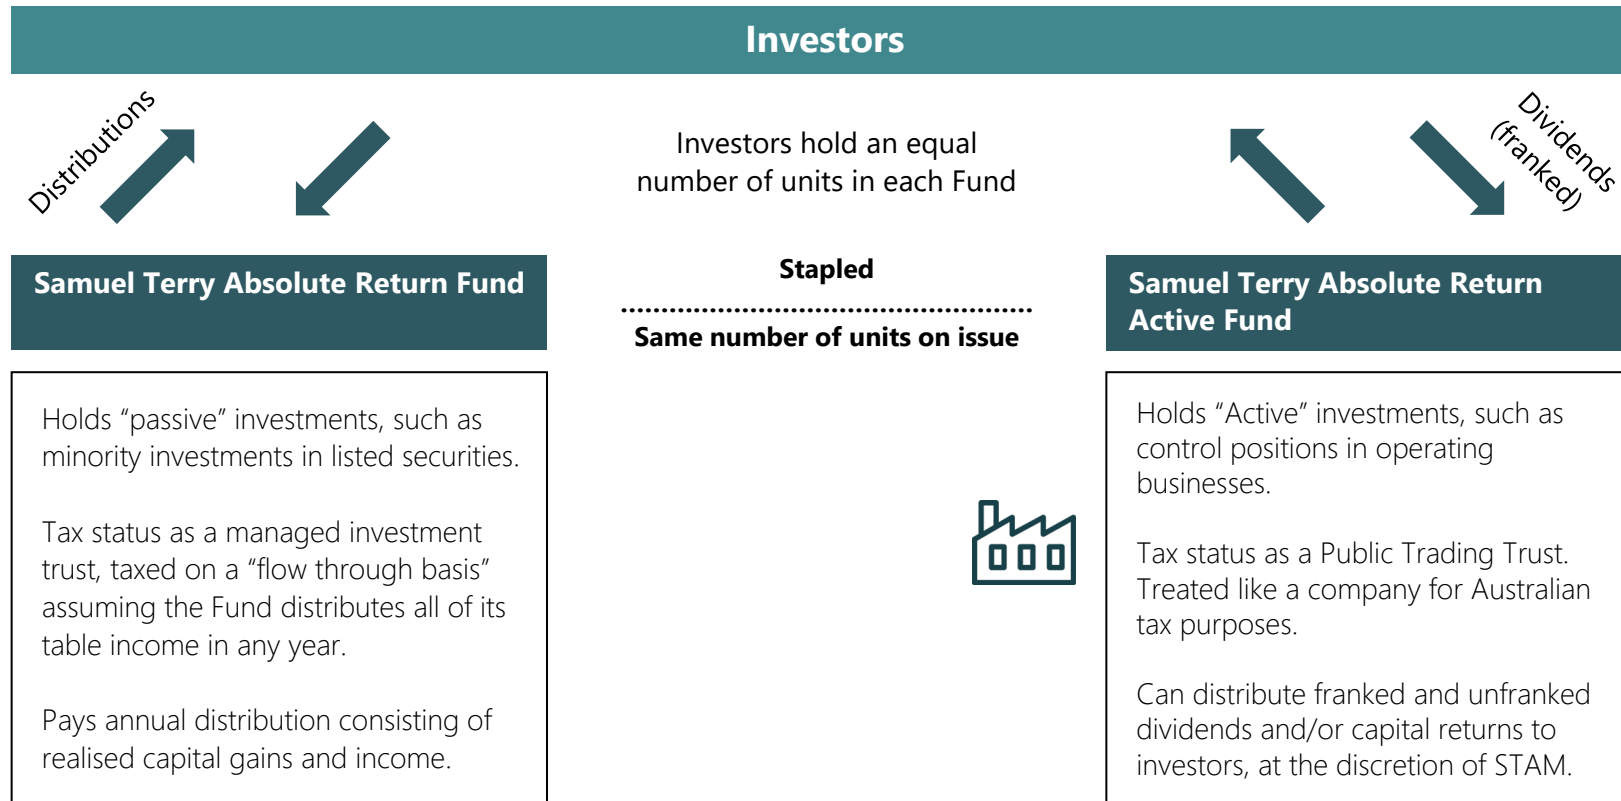 Investors
Distributions
Investors hold an equal
number of units in each Fund
Dividends
(franked)
Samuel Terry Absolute Return Fund
Stapled
Same number of units on issue
Samuel Terry Absolute Return
Active Fund
Holds “passive” investments, such as
minority investments in listed securities.
Tax status as a managed investment
trust, taxed on a “flow through basis”
assuming the Fund distributes all of its
table income in any year.
Pays annual distribution consisting of
realised capital gains and income.
Holds “Active” investments, such as
control positions in operating
businesses.
Tax status as a Public Trading Trust.
Treated like a company for Australian
tax purposes.
Can distribute franked and unfranked
dividends and/or capital returns to
investors, at the discretion of STAM.